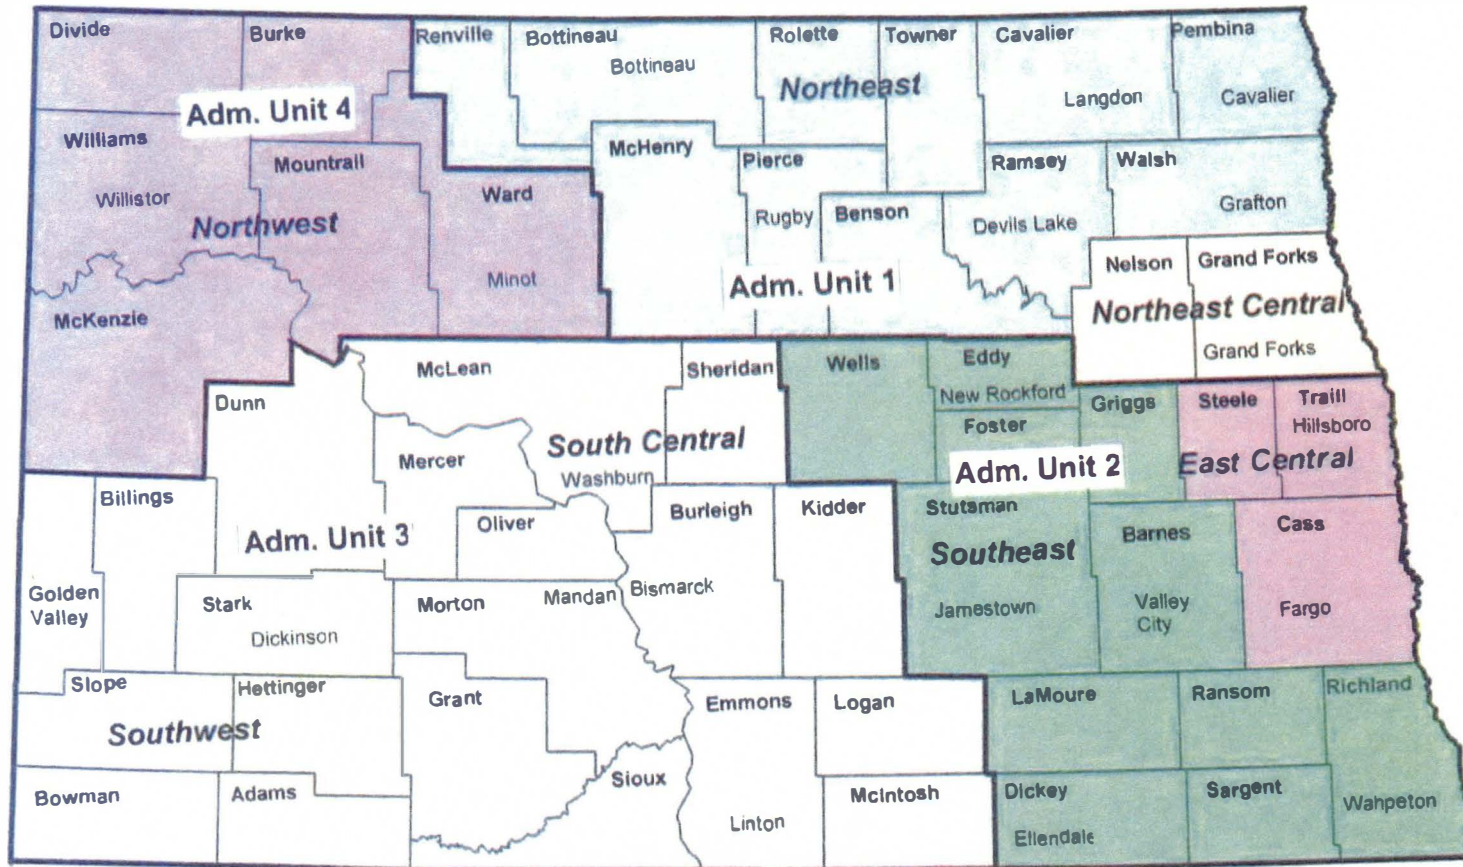 Divide
Burke
Renville
Bottineau
Rolette
Towner
Cavalier
Pembina
Bottineau
Northeast
Langdon
Cavalier
Adm. Unit 4
Williams
Mountrail
McHenry
Pierce
Ramsey
Walsh
Willistor
Ward
Rugby
Benson
Devils Lake
Grafton
Northwest
Minot
Adm. Unit 1
Nelson
Grand Forks
McKenzie
Northeast Central
Grand Forks
McLean
Sheridan
Wells
Eddy
New Rockford
Dunn
Griggs
Steele
Traill
Hillsboro
Foster
South Central
Mercer
Washburn
Adm. Unit 2
East Central
Billings
Burleigh
Kidder
Stutsman
Oliver
Adm. Unit 3
Barnes
Cass
Southeast
Golden
Valley
Stark
Morton
Mandan
Bismarck
Jamestown
Valley
City
Fargo
Dickinson
Slope
Hettinger
Grant
Emmons
Logan
LaMoure
Ransom
Richland
Southwest
Sioux
Bowman
Adams
McIntosh
Dickey
Sargent
Wahpeton
Linton
Ellendale